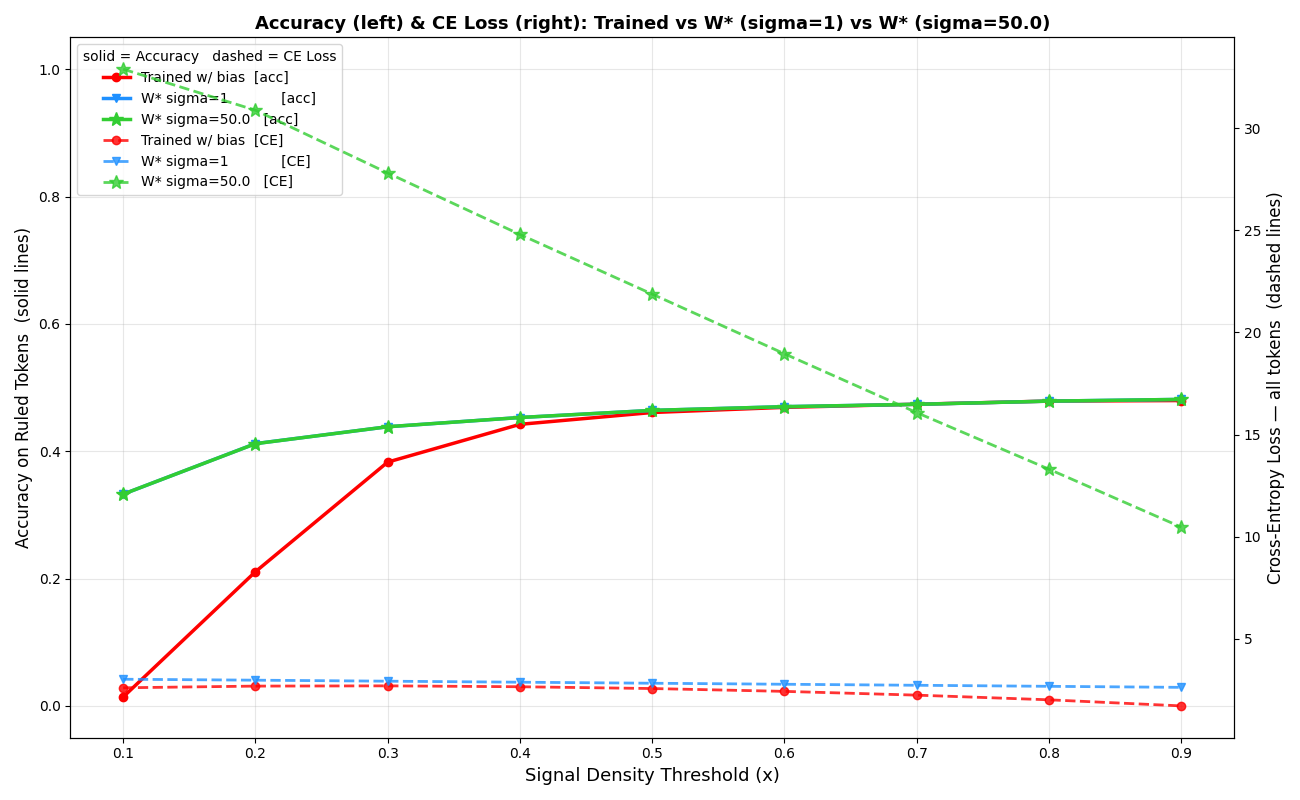 Accuracy (left) & CE Loss (right): Trained vs W* (sigma=1) vs W* (sigma=50.0)
solid = Accuracy   dashed = CE Loss
Trained w/ bias  [acc]
W* sigma=1            [acc]
W* sigma=50.0   [acc]
Trained w/ bias  [CE]
W* sigma=1            [CE]
W* sigma=50.0   [CE]
Accuracy on Ruled Tokens  (solid lines)
1.0
0.8
0.6
0.4
0.2
0.0
30
25
20
15
10
5
Cross-Entropy Loss — all tokens  (dashed lines)
0.1 0.2 0.3 0.4 0.5 0.6 0.7 0.8 0.9
Signal Density Threshold (x)